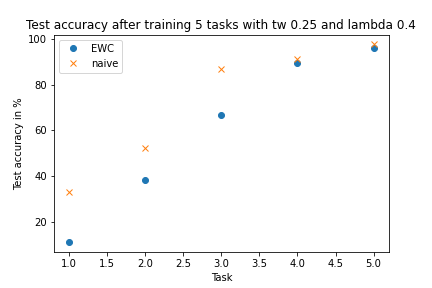 Test accuracy after training 5 tasks with tw 0.25 and lambda 0.4
EWC
naive
Test accuracy in %
100
80
60
40
20
1.0 1.5 2.0 2.5 3.0 3.5 4.0 4.5 5.0
Task